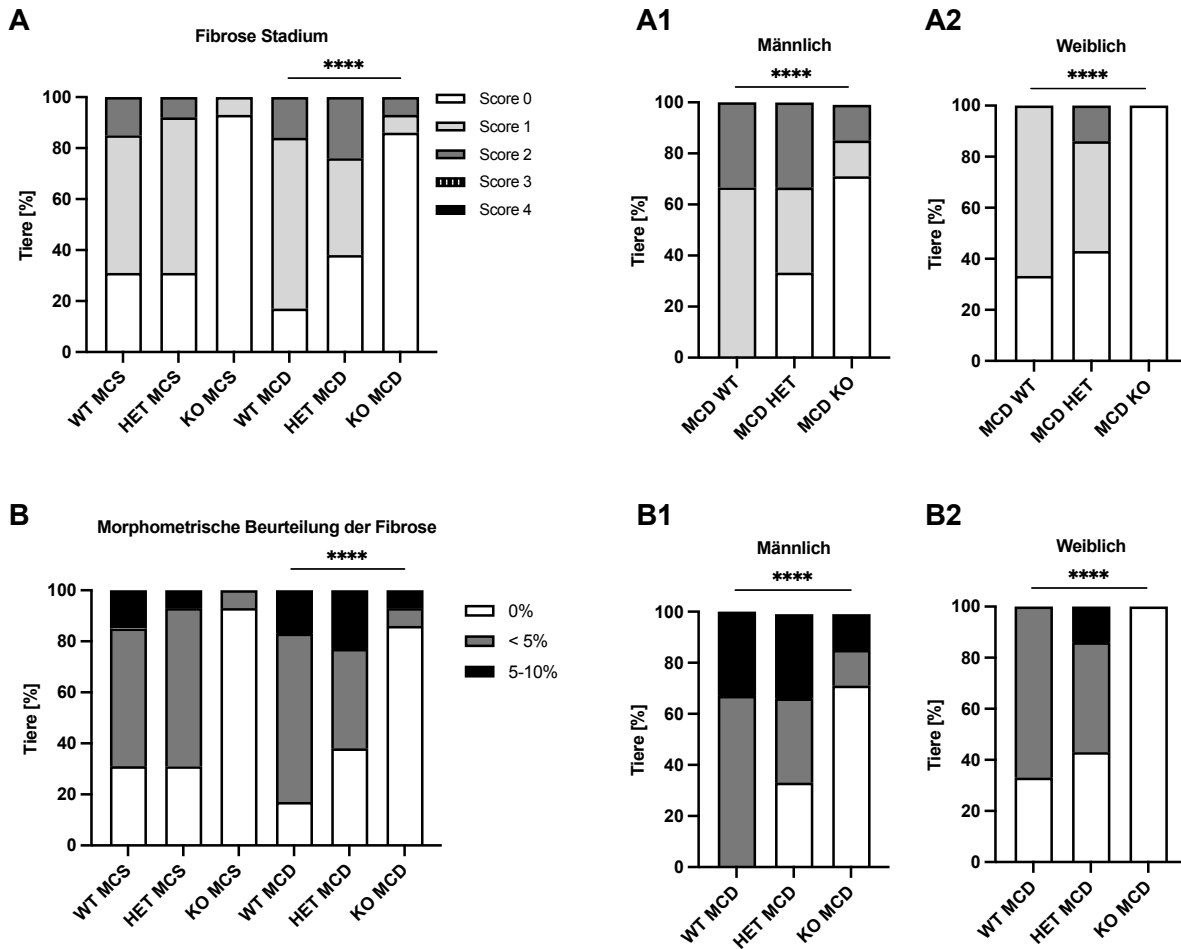 A
Fibrose Stadium
****
Tiere [%]
100
80
60
40
20
0
WT MCS
HET MCS
KO MCS
WT MCD
HET MCD
KO MCD
Score 0
Score 1
Score 2
Score 3
Score 4
A1
Männlich
****
Tiere [%]
100
80
60
40
20
0
MCD WT
MCD HET
MCD KO
A2
Weiblich
****
Tiere [%]
100
80
60
40
20
0
MCD WT
MCD HET
MCD KO
B
Morphometrische Beurteilung der Fibrose
****
Tiere [%]
100
80
60
40
20
0
WT MCS
HET MCS
KO MCS
WT MCD
HET MCD
KO MCD
0%
< 5%
5-10%
B1
Männlich
****
Tiere [%]
100
80
60
40
20
0
WT MCD
HET MCD
KO MCD
B2
Weiblich
****
Tiere [%]
100
80
60
40
20
0
WT MCD
HET MCD
KO MCD